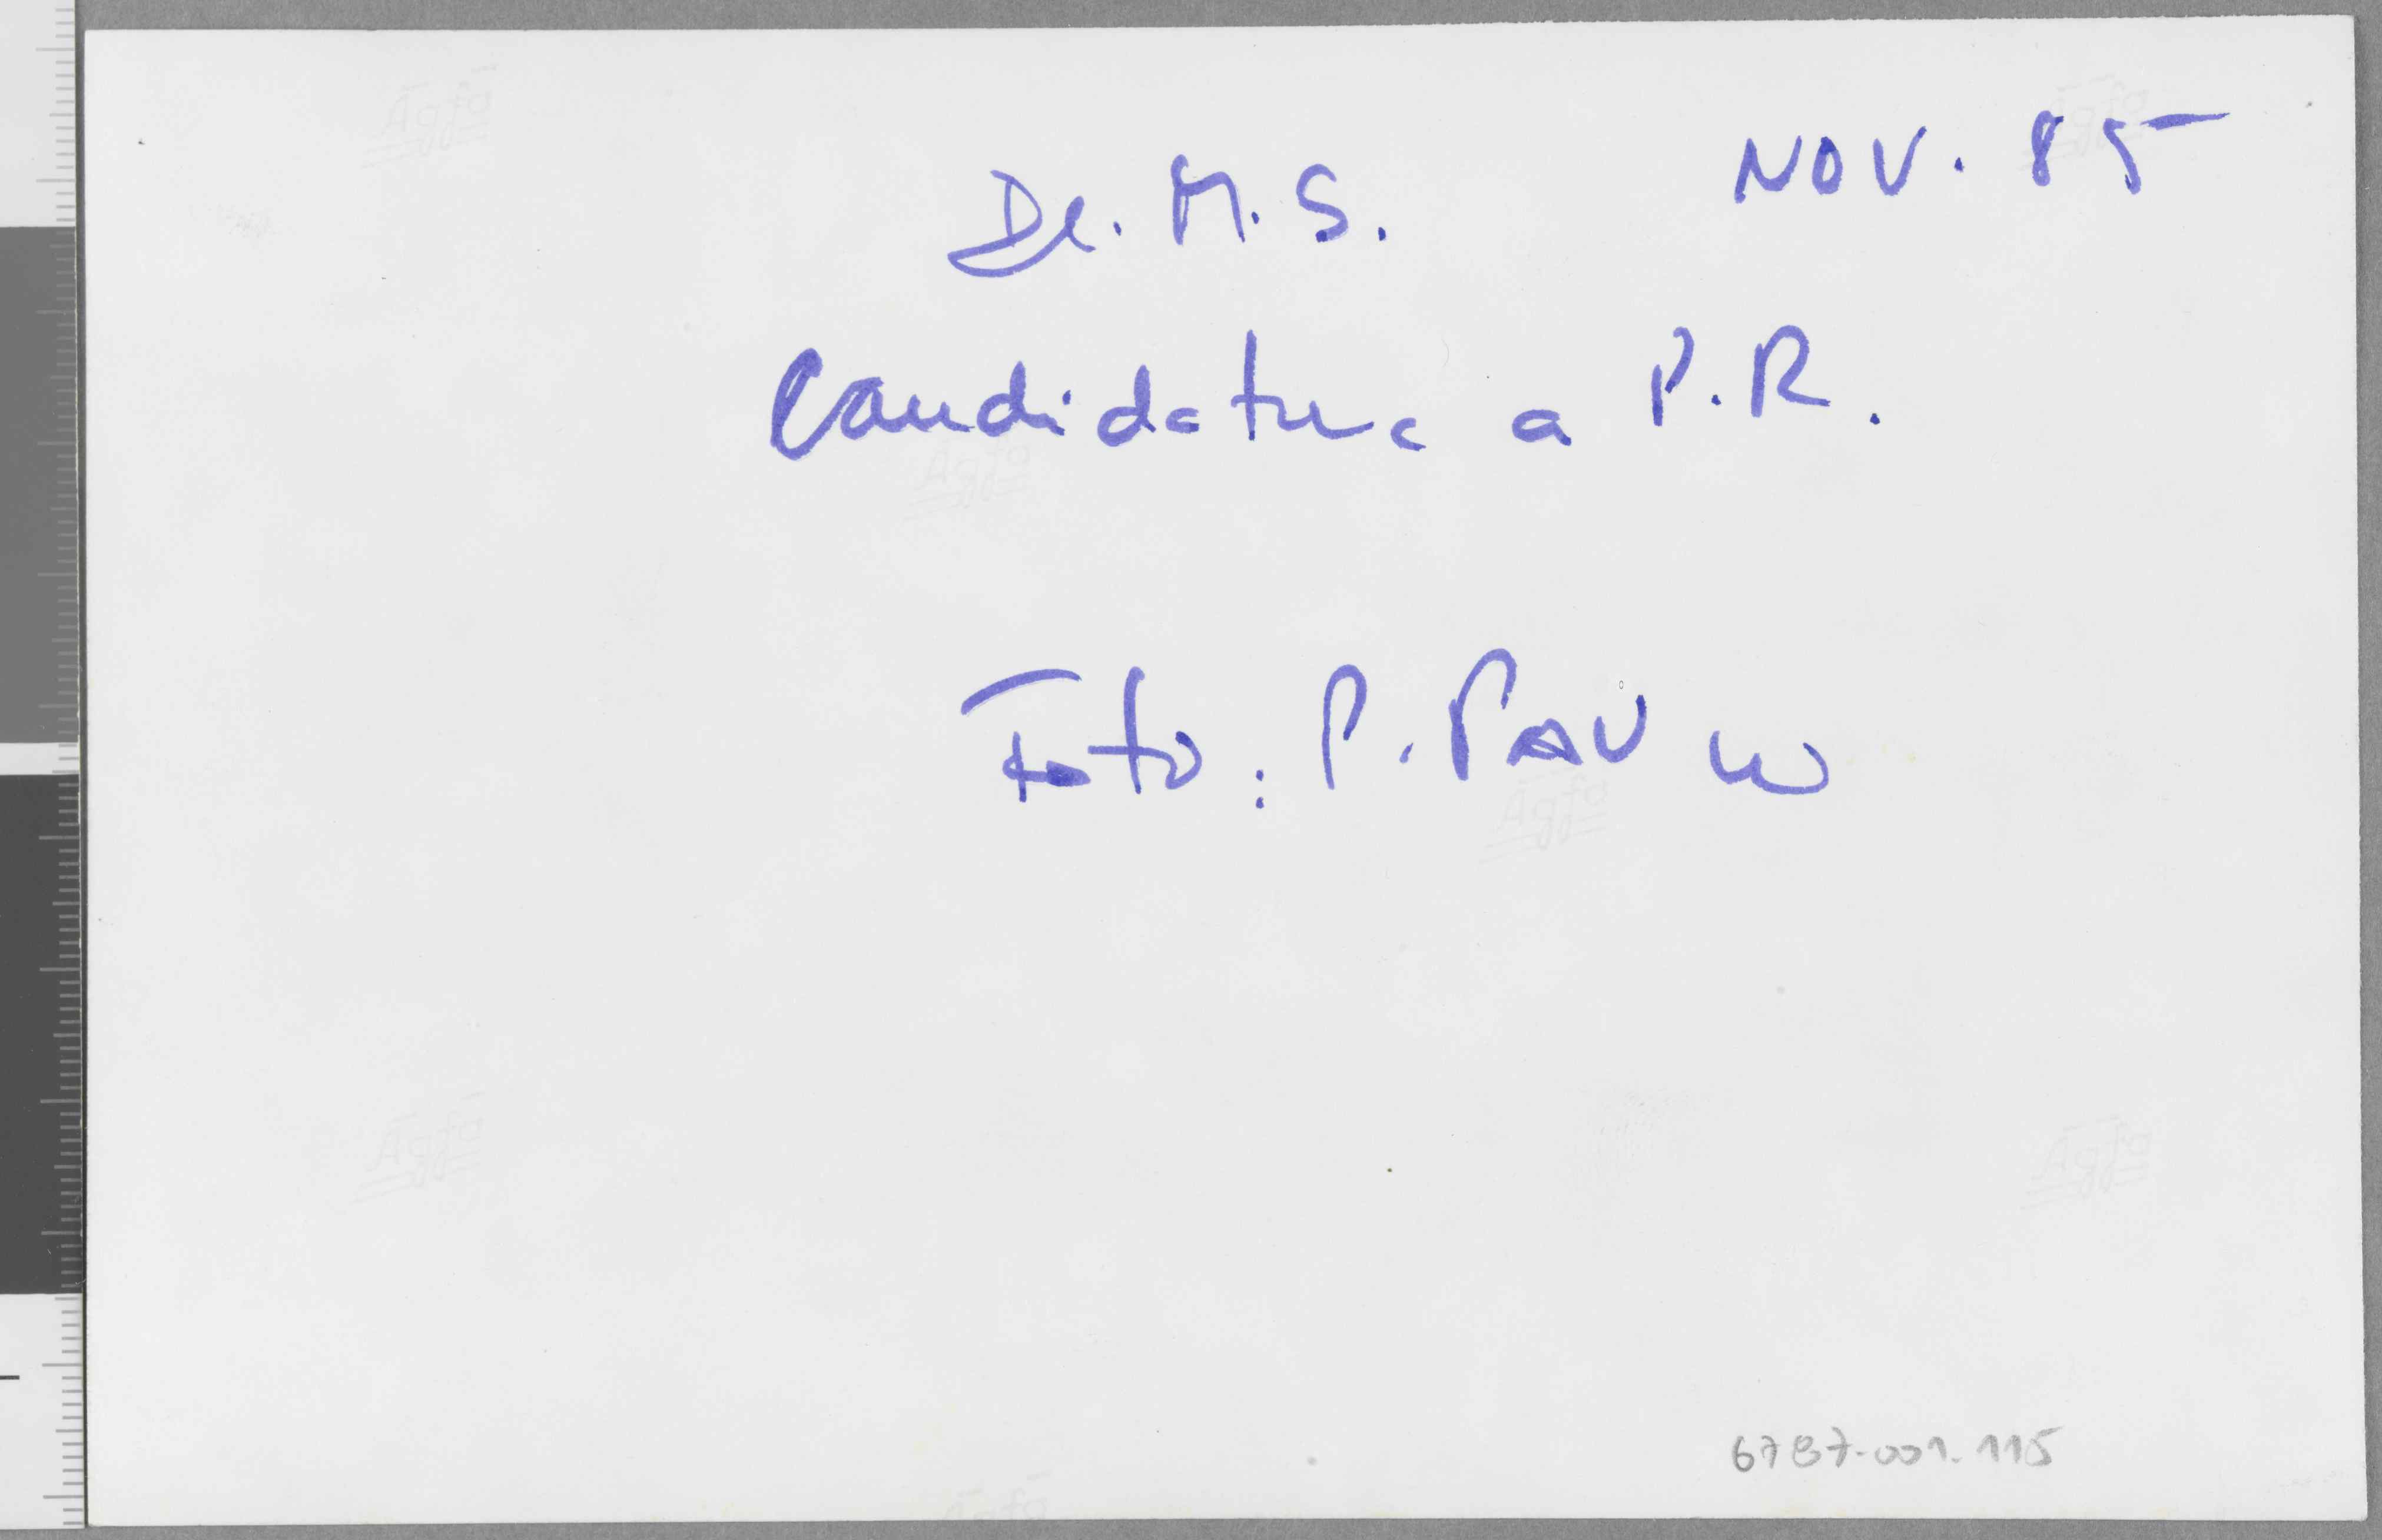 NOV. 85
Dr. M. S.
Candidatura a P.R.
Foto: P. PAULO
6787.001.115